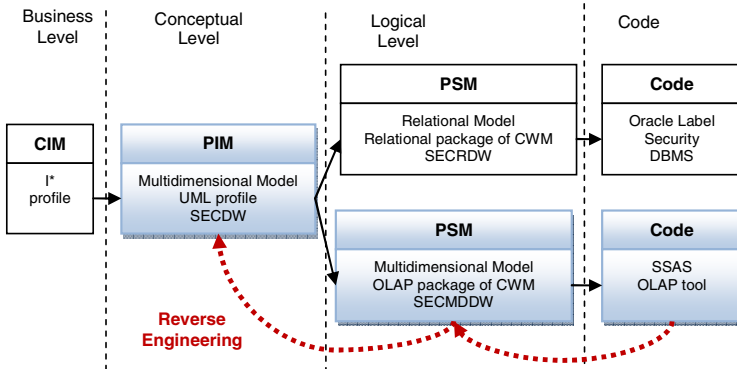 Business
Level
Conceptual
Level
Logical
Level
Code
CIM
I*
profile
PIM
Multidimensional Model
UML profile
SECDW
PSM
Relational Model
Relational package of CWM
SECRDW
Code
Oracle Label
Security
DBMS
PSM
Multidimensional Model
OLAP package of CWM
SECMDDW
Code
SSAS
OLAP tool
Reverse
Engineering